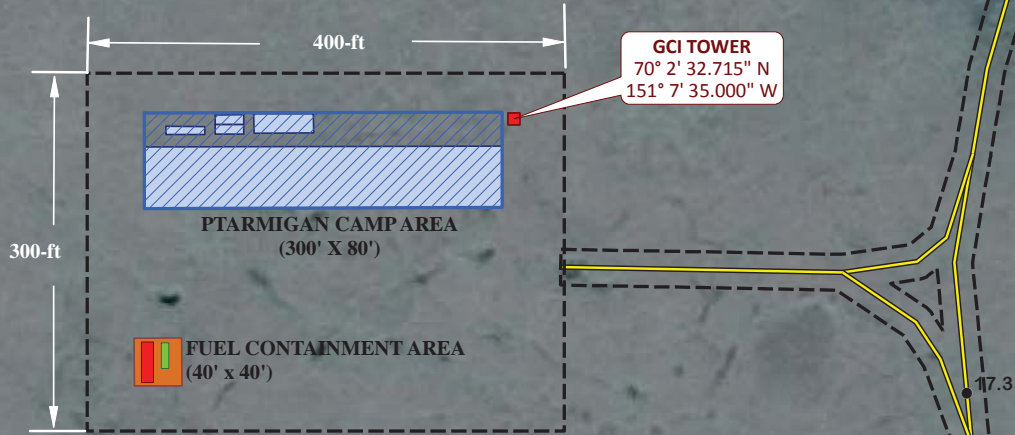 400-ft
GCI TOWER
70° 2' 32.715" N
151° 7' 35.000" W
300-ft
PTARMIGAN CAMP AREA
(300' X 80')
FUEL CONTAINMENT AREA
(40' x 40')
17.3